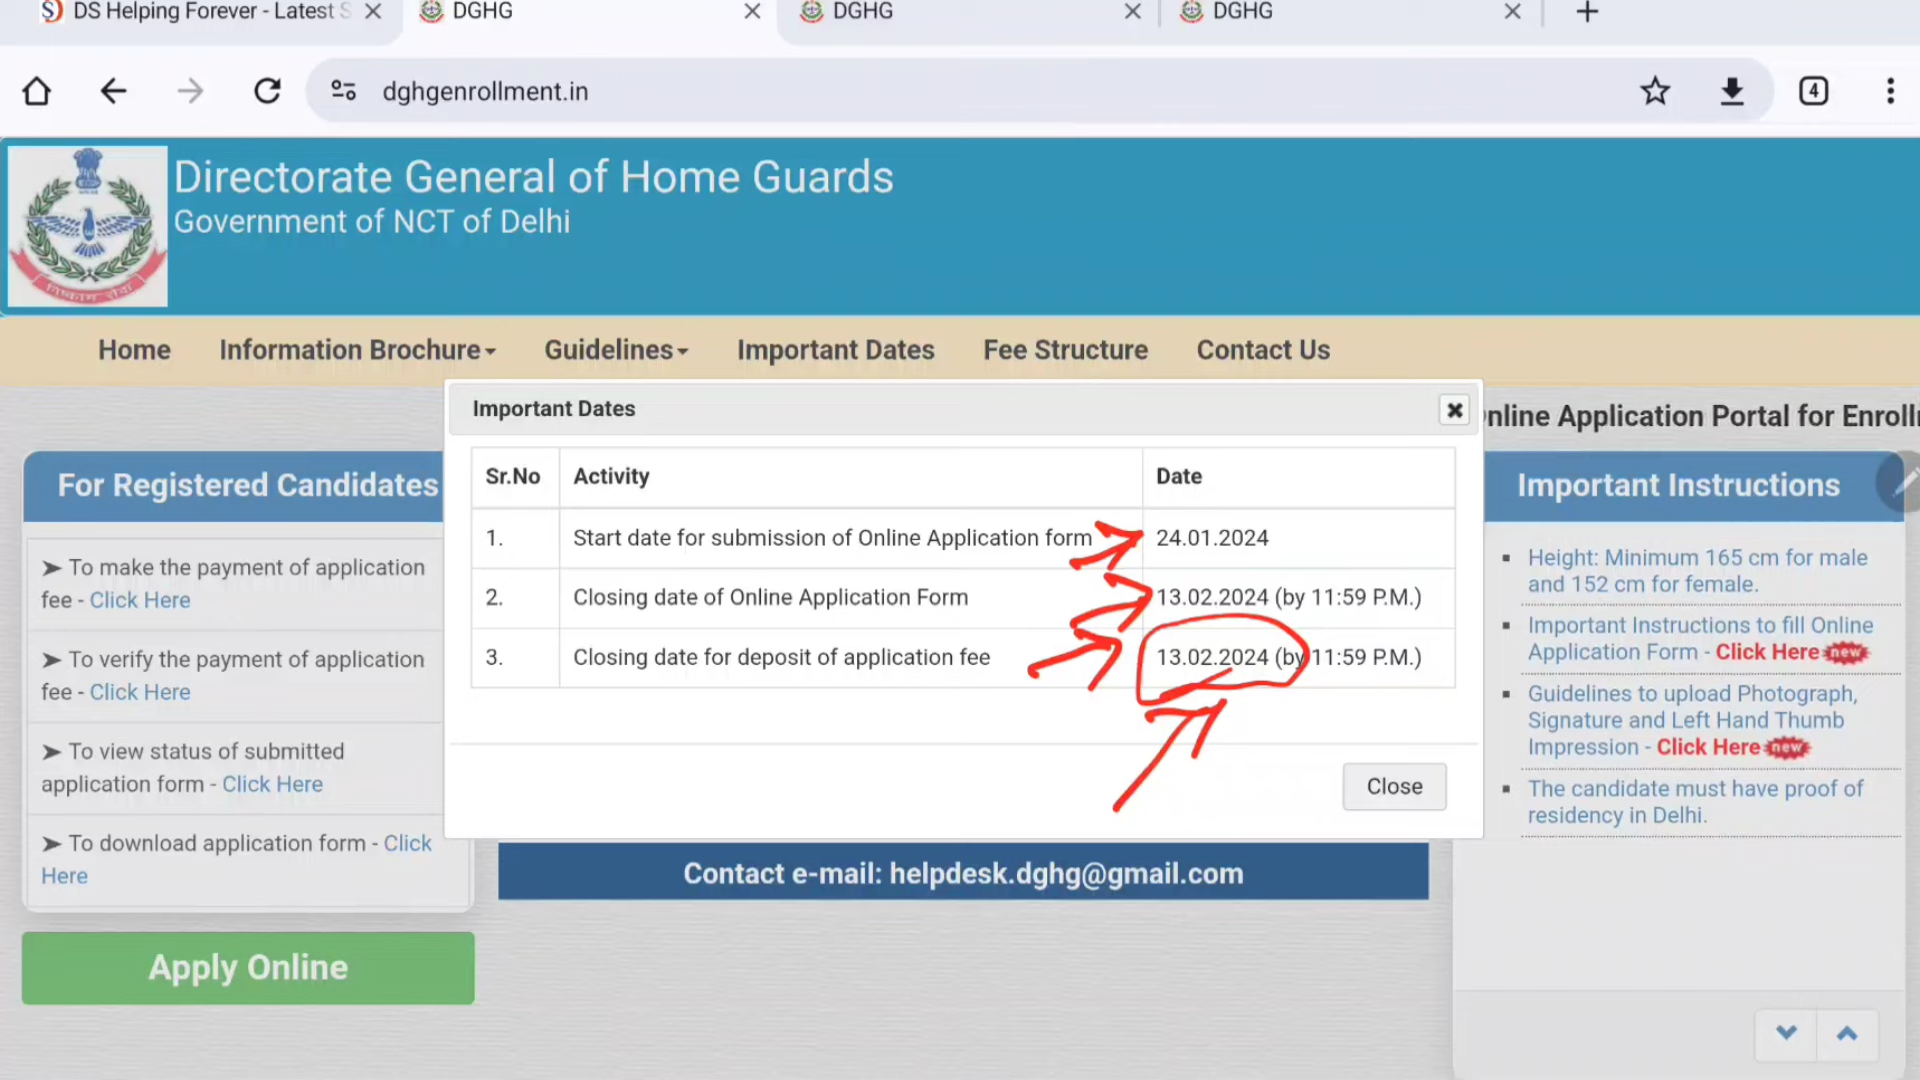 DS Helping Forever - Latest S
DGHG
DGHG
DGHG
dghgenrollment.in
4
Directorate General of Home Guards
Government of NCT of Delhi
निष्काम सेवा
Home
Information Brochure
Guidelines
Important Dates
Fee Structure
Contact Us
Important Dates
Sr.No Activity Date
1. Start date for submission of Online Application form 24.01.2024
2. Closing date of Online Application Form 13.02.2024 (by 11:59 P.M.)
3. Closing date for deposit of application fee 13.02.2024 (by 11:59 P.M.)
Close
For Registered Candidates
➤ To make the payment of application
fee - Click Here
➤ To verify the payment of application
fee - Click Here
➤ To view status of submitted
application form - Click Here
➤ To download application form - Click
Here
Apply Online
Contact e-mail: helpdesk.dghg@gmail.com
nline Application Portal for Enroll
Important Instructions
Height: Minimum 165 cm for male
and 152 cm for female.
Important Instructions to fill Online
Application Form - Click Here new
Guidelines to upload Photograph,
Signature and Left Hand Thumb
Impression - Click Here new
The candidate must have proof of
residency in Delhi.